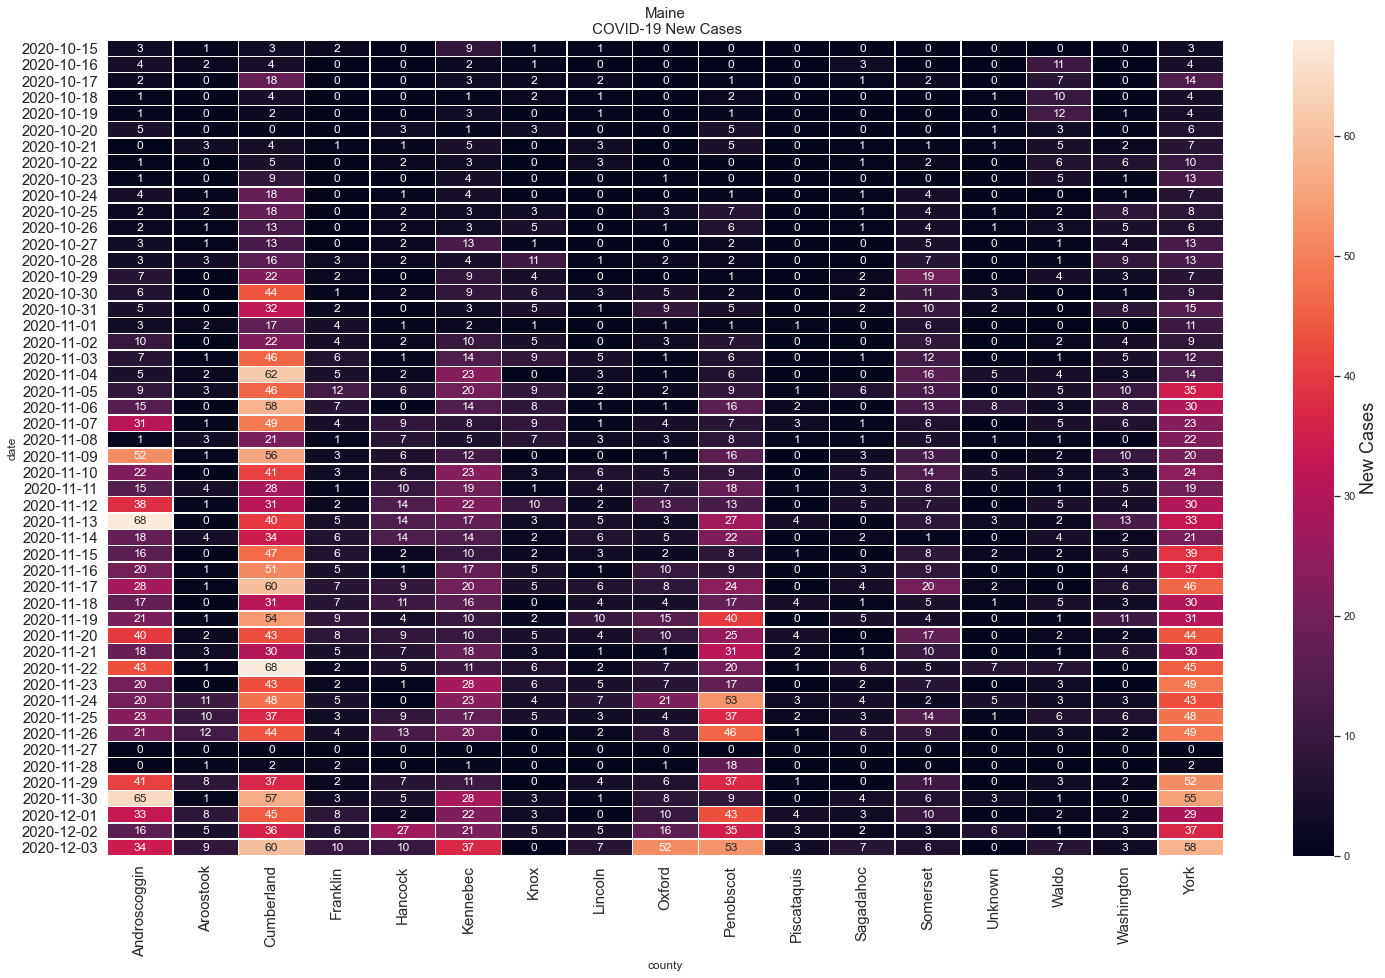 Maine
COVID-19 New Cases
2020-10-15 3 1 3 2 0 9 1 1 0 0 0 0 0 0 0 0 3
2020-10-16 4 2 4 0 0 2 1 0 0 0 0 3 0 0 11 0 4
2020-10-17 2 0 18 0 0 3 2 2 0 1 0 1 2 0 7 0 14
2020-10-18 1 0 4 0 0 1 2 1 0 2 0 0 0 1 10 0 4
2020-10-19 1 0 2 0 0 3 0 1 0 1 0 0 0 0 12 1 4
2020-10-20 5 0 0 0 3 1 3 0 0 5 0 0 0 1 3 0 6
2020-10-21 0 3 4 1 1 5 0 3 0 5 0 1 1 1 5 2 7
2020-10-22 1 0 5 0 2 3 0 3 0 0 0 1 2 0 6 6 10
2020-10-23 1 0 9 0 0 4 0 0 1 0 0 0 0 0 5 1 13
2020-10-24 4 1 18 0 1 4 0 0 0 1 0 1 4 0 0 1 7
2020-10-25 2 2 18 0 2 3 3 0 3 7 0 1 4 1 2 8 8
2020-10-26 2 1 13 0 2 3 5 0 1 6 0 1 4 1 3 5 6
2020-10-27 3 1 13 0 2 13 1 0 0 2 0 0 5 0 1 4 13
2020-10-28 3 3 16 3 2 4 11 1 2 2 0 0 7 0 1 9 13
2020-10-29 7 0 22 2 0 9 4 0 0 1 0 2 19 0 4 3 7
2020-10-30 6 0 44 1 2 9 6 3 5 2 0 2 11 3 0 1 9
2020-10-31 5 0 32 2 0 3 5 1 9 5 0 2 10 2 0 8 15
2020-11-01 3 2 17 4 1 2 1 0 1 1 1 0 6 0 0 0 11
2020-11-02 10 0 22 4 2 10 5 0 3 7 0 0 9 0 2 4 9
2020-11-03 7 1 46 6 1 14 9 5 1 6 0 1 12 0 1 5 12
2020-11-04 5 2 62 5 2 23 0 3 1 6 0 0 16 5 4 3 14
2020-11-05 9 3 46 12 6 20 9 2 2 9 1 6 13 0 5 10 35
2020-11-06 15 0 58 7 0 14 8 1 1 16 2 0 13 8 3 8 30
2020-11-07 31 1 49 4 9 8 9 1 4 7 3 1 6 0 5 6 23
2020-11-08 1 3 21 1 7 5 7 3 3 8 1 1 5 1 1 0 22
2020-11-09 52 1 56 3 6 12 0 0 1 16 0 3 13 0 2 10 20
2020-11-10 22 0 41 3 6 23 3 6 5 9 0 5 14 5 3 3 24
2020-11-11 15 4 28 1 10 19 1 4 7 18 1 3 8 0 1 5 19
2020-11-12 38 1 31 2 14 22 10 2 13 13 0 5 7 0 5 4 30
2020-11-13 68 0 40 5 14 17 3 5 3 27 4 0 8 3 2 13 33
2020-11-14 18 4 34 6 14 14 2 6 5 22 0 2 1 0 4 2 21
2020-11-15 16 0 47 6 2 10 2 3 2 8 1 0 8 2 2 5 39
2020-11-16 20 1 51 5 1 17 5 1 10 9 0 3 9 0 0 4 37
2020-11-17 28 1 60 7 9 20 5 6 8 24 0 4 20 2 0 6 46
2020-11-18 17 0 31 7 11 16 0 4 4 17 4 1 5 1 5 3 30
2020-11-19 21 1 54 9 4 10 2 10 15 40 0 5 4 0 1 11 31
2020-11-20 40 2 43 8 9 10 5 4 10 25 4 0 17 0 2 2 44
2020-11-21 18 3 30 5 7 18 3 1 1 31 2 1 10 0 1 6 30
2020-11-22 43 1 68 2 5 11 6 2 7 20 1 6 5 7 7 0 45
2020-11-23 20 0 43 2 1 28 6 5 7 17 0 2 7 0 3 0 49
2020-11-24 20 11 48 5 0 23 4 7 21 53 3 4 2 5 3 3 43
2020-11-25 23 10 37 3 9 17 5 3 4 37 2 3 14 1 6 6 48
2020-11-26 21 12 44 4 13 20 0 2 8 46 1 6 9 0 3 2 49
2020-11-27 0 0 0 0 0 0 0 0 0 0 0 0 0 0 0 0 0
2020-11-28 0 1 2 2 0 1 0 0 1 18 0 0 0 0 0 0 2
2020-11-29 41 8 37 2 7 11 0 4 6 37 1 0 11 0 3 2 52
2020-11-30 65 1 57 3 5 28 3 1 8 9 0 4 6 3 1 0 55
2020-12-01 33 8 45 8 2 22 3 0 10 43 4 3 10 0 2 2 29
2020-12-02 16 5 36 6 27 21 5 5 16 35 3 2 3 6 1 3 37
2020-12-03 34 9 60 10 10 37 0 7 52 53 3 7 6 0 7 3 58
date
Androscoggin Aroostook Cumberland Franklin Hancock Kennebec Knox Lincoln Oxford Penobscot Piscataquis Sagadahoc Somerset Unknown Waldo Washington York
county
60
50
40
30
20
10
0
New Cases